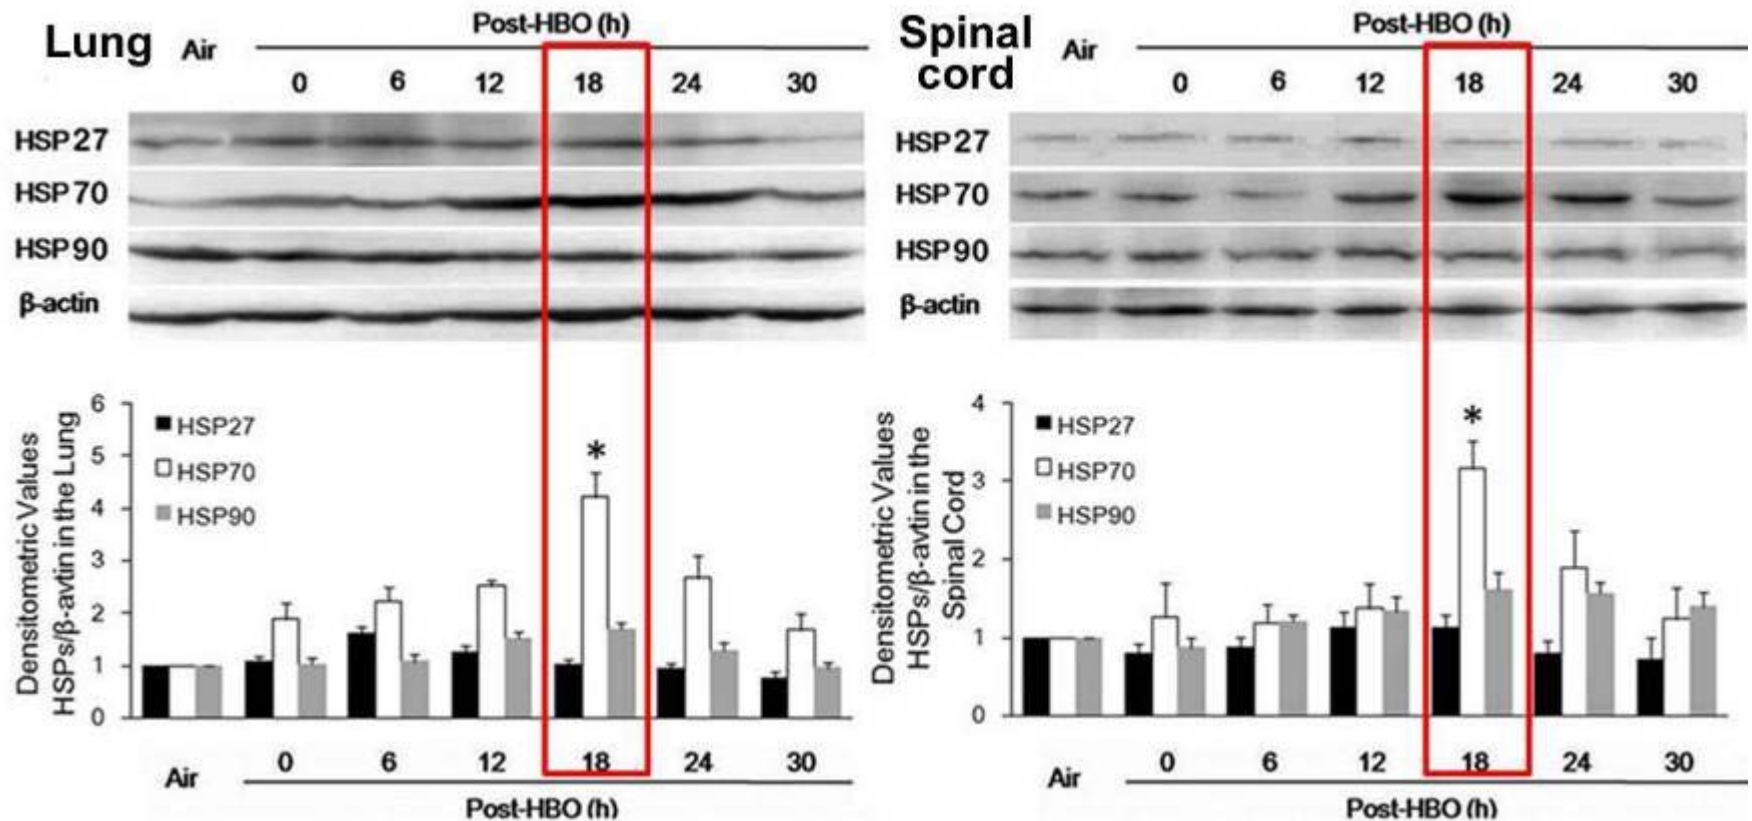 Lung
Air
Post-HBO (h)
0 6 12 18 24 30
HSP27
HSP70
HSP90
β-actin
6
5
4
3
2
1
0
Densitometric Values
HSPs/β-avtin in the Lung
HSP27
HSP70
HSP90
*
Air
0 6 12 18 24 30
Post-HBO (h)
Spinal
cord
Air
Post-HBO (h)
0 6 12 18 24 30
HSP27
HSP70
HSP90
β-actin
4
3
2
1
0
Densitometric Values
HSPs/β-avtin in the
Spinal Cord
HSP27
HSP70
HSP90
*
Air
0 6 12 18 24 30
Post-HBO (h)